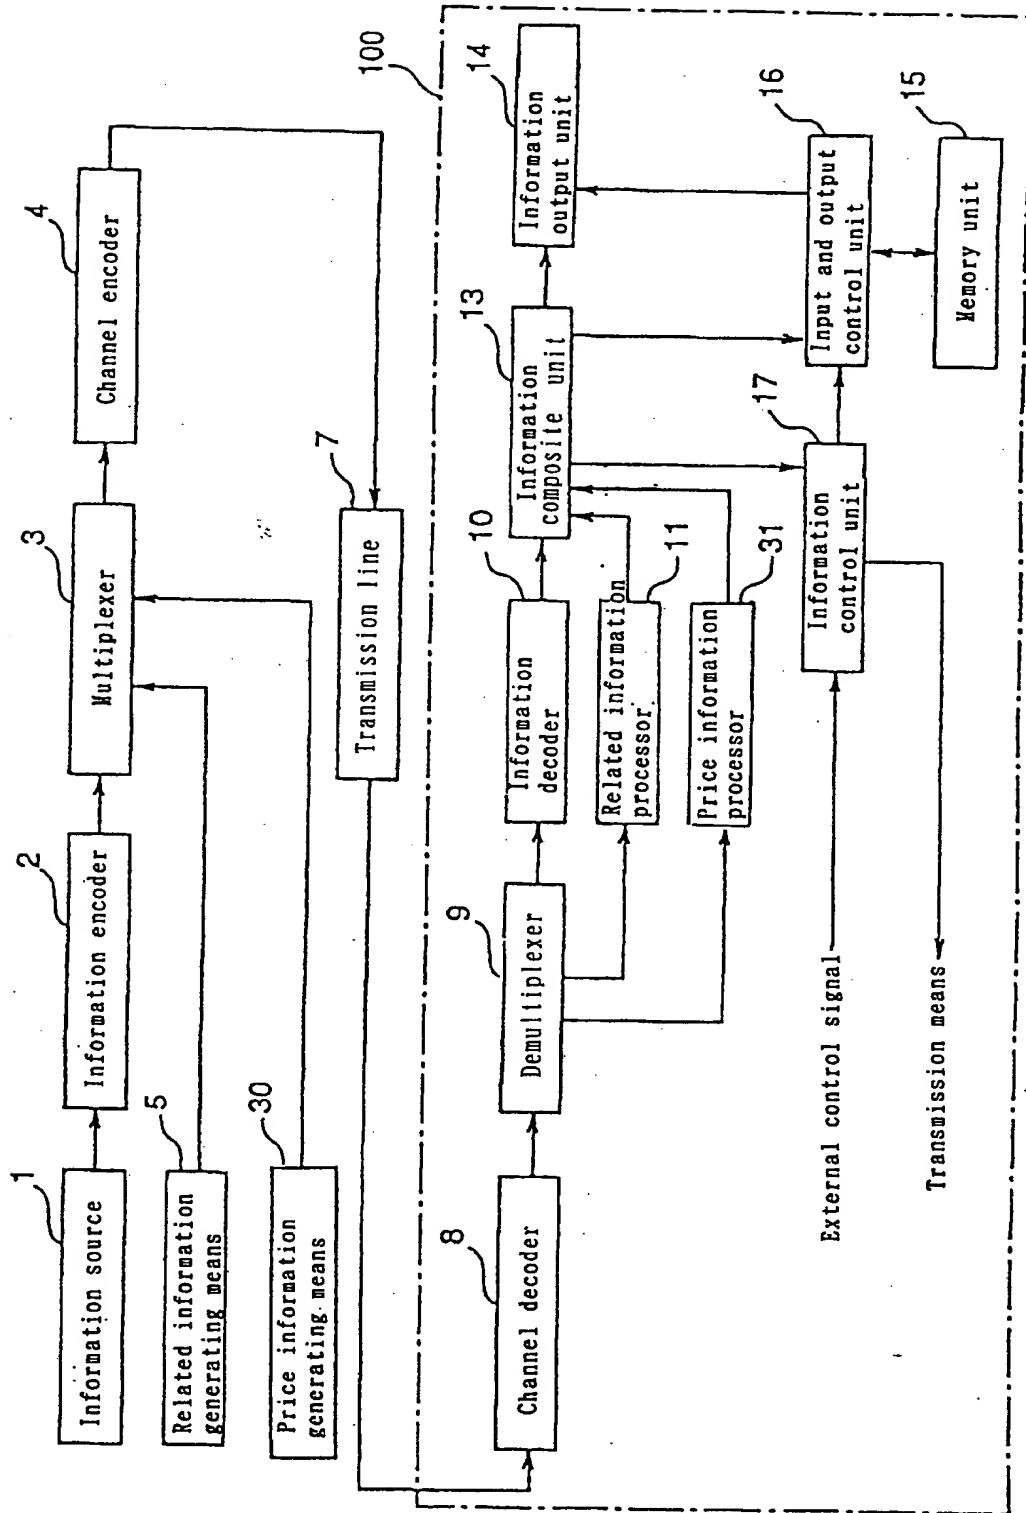 1
Information source
2
Information encoder
3
Multiplexer
4
Channel encoder
5
Related information
generating means
30
Price information
generating means
7
Transmission line
100
8
Channel decoder
9
Demultiplexer
10
Information
decoder
13
Information
composite unit
14
Information
output unit
Related information
processor
11
Price information
processor
31
17
Information
control unit
16
Input and output
control unit
15
Memory unit
External control signal
Transmission means